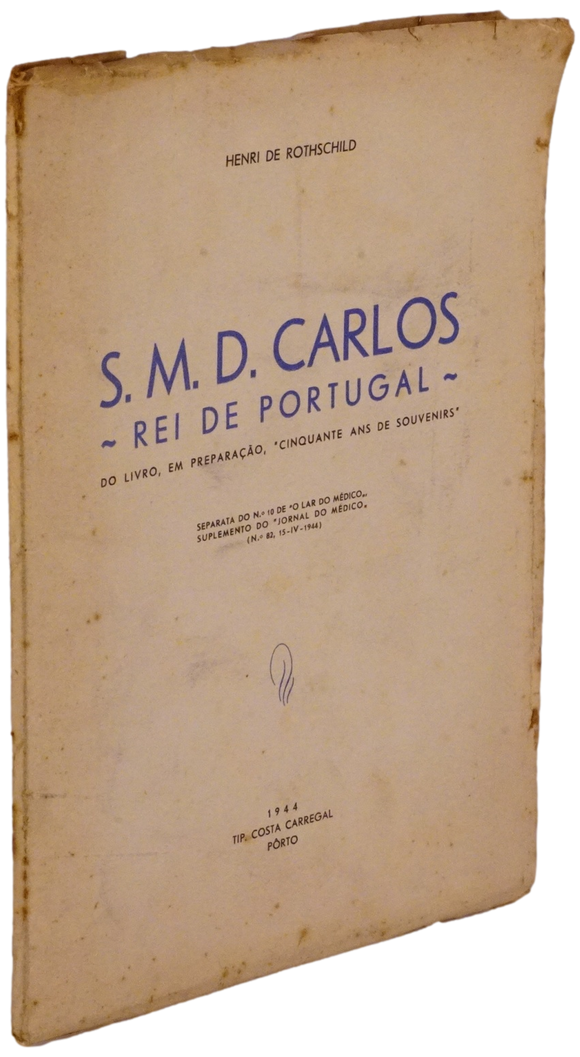 HENRI DE ROTHSCHILD
S. M. D. CARLOS
~ REI DE PORTUGAL ~
DO LIVRO, EM PREPARAÇÃO, "CINQUANTE ANS DE SOUVENIRS"
SEPARATA DO N.º 10 DE "O LAR DO MÉDICO„,
SUPLEMENTO DO "JORNAL DO MÉDICO„
(N.º 82, 15-IV-1944)
1944
TIP. COSTA CARREGAL
PÔRTO